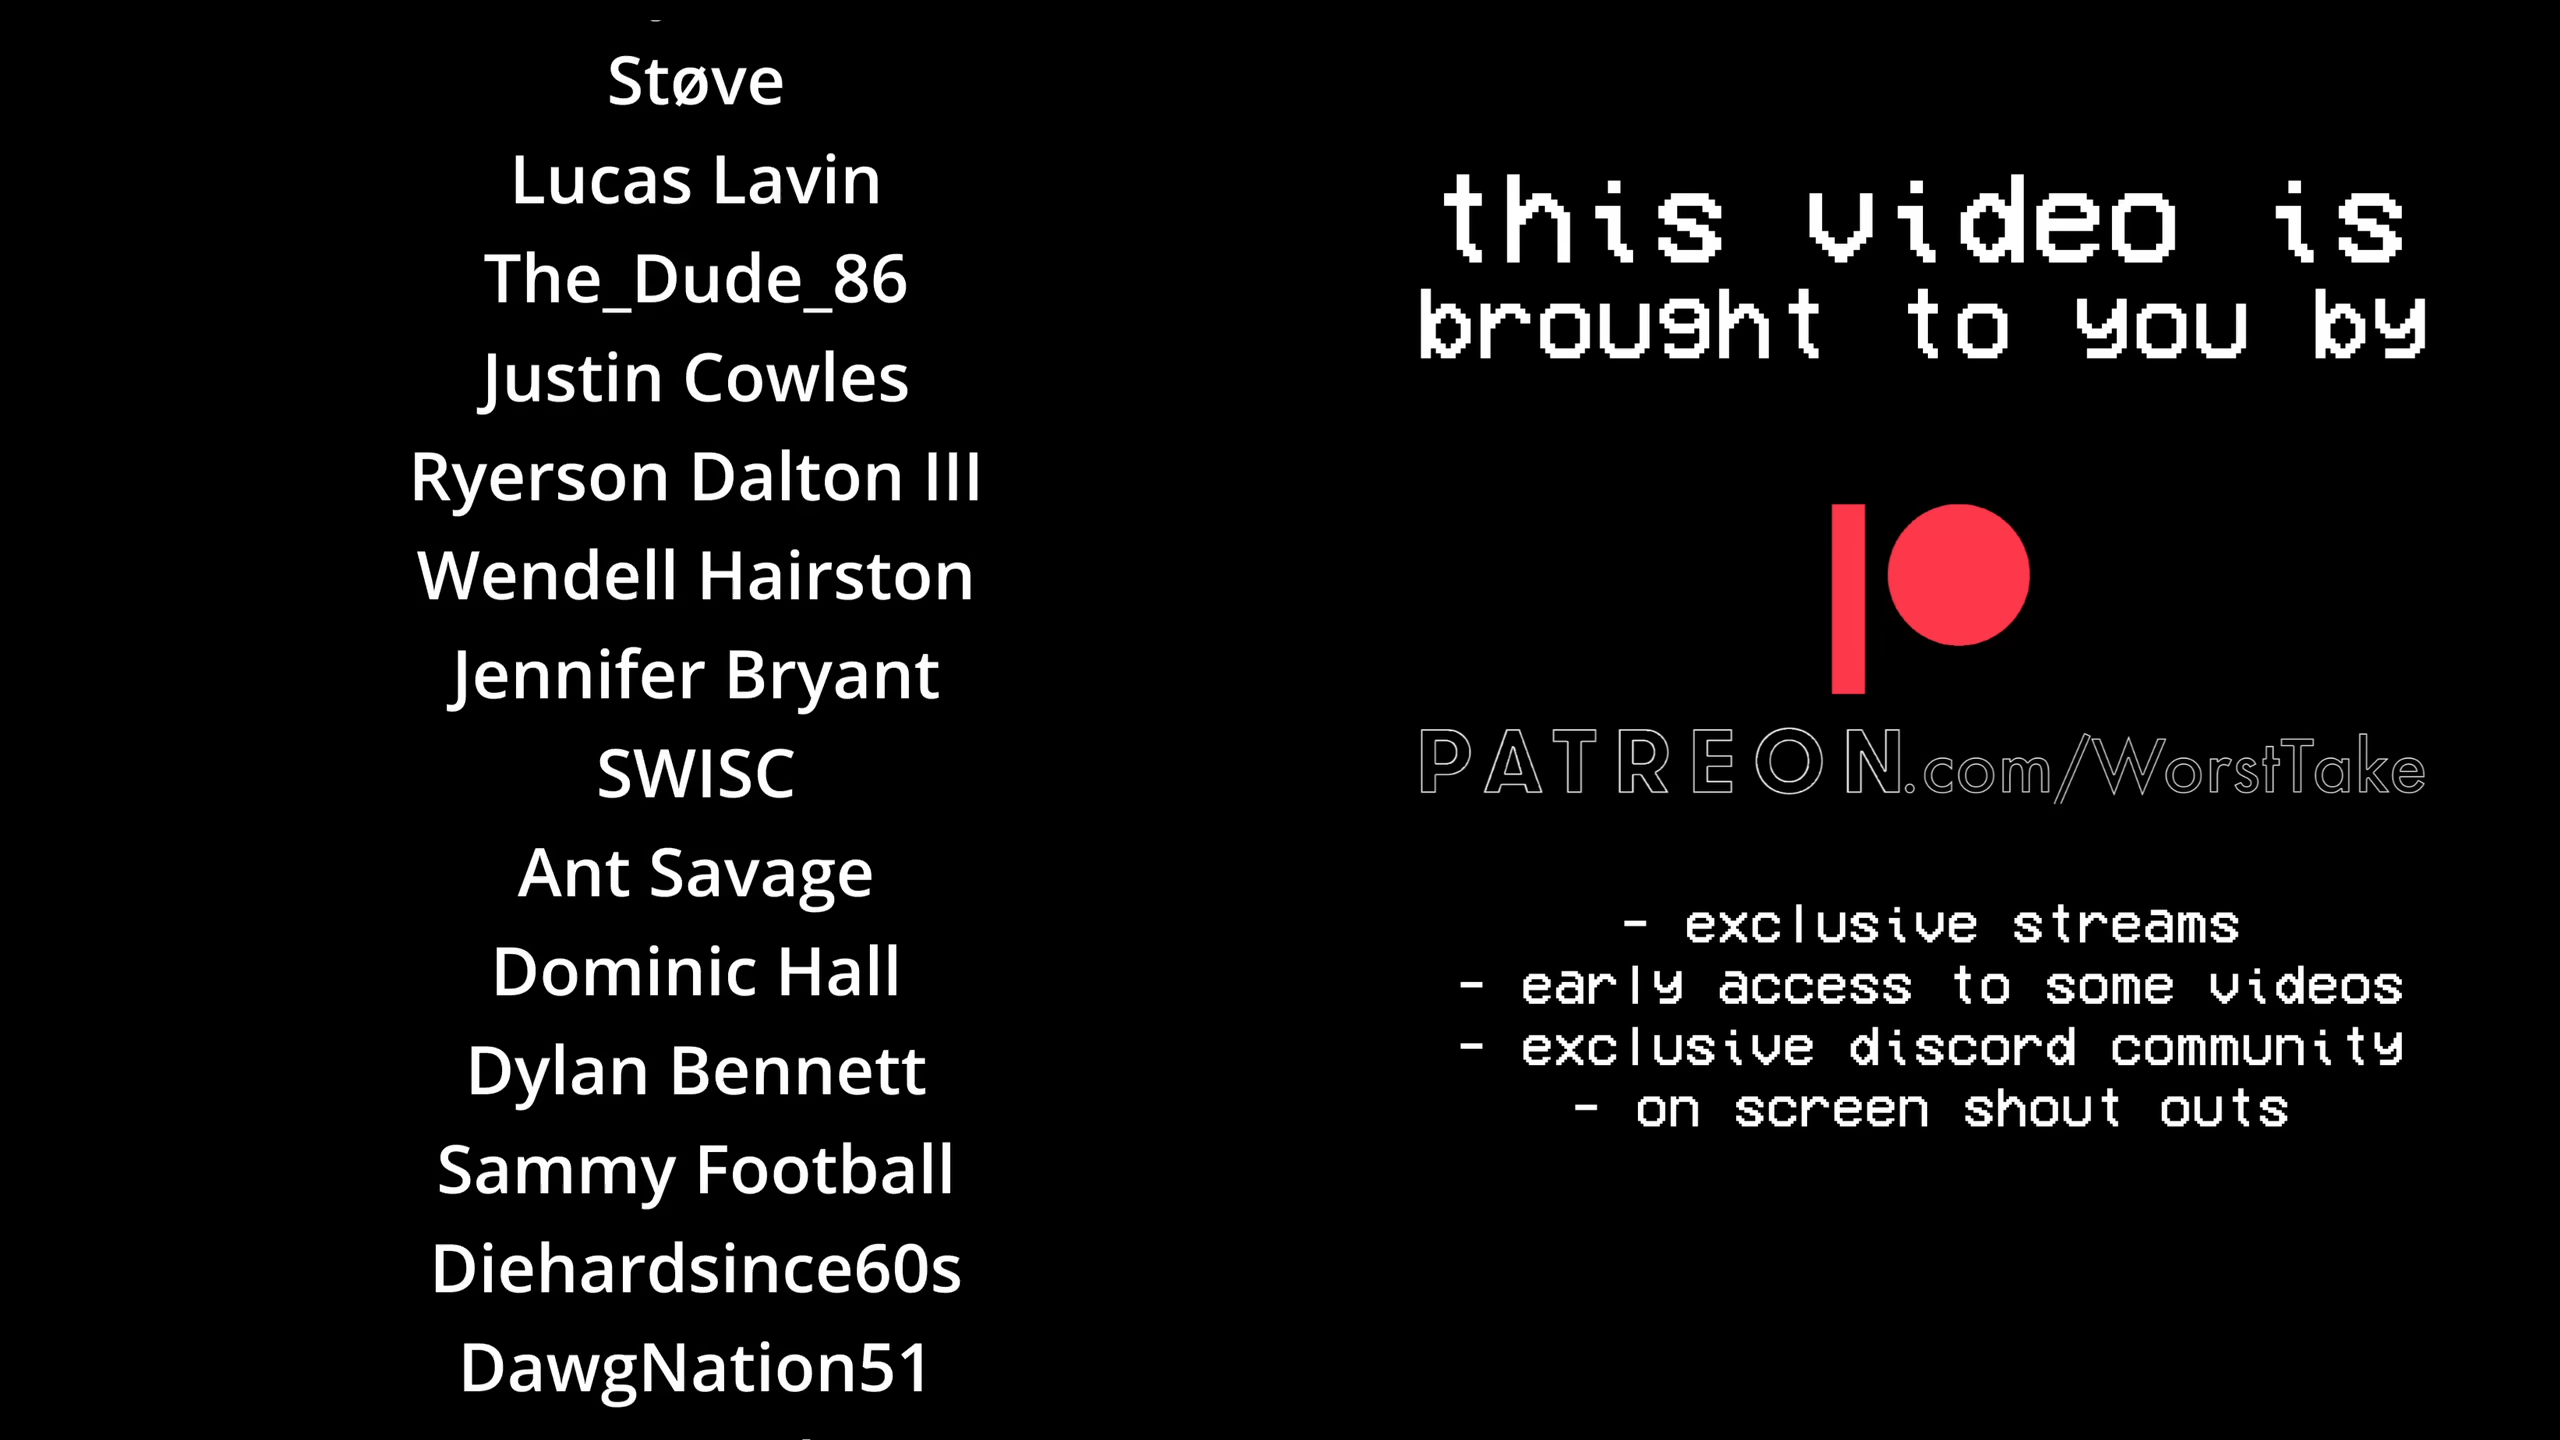 Støve
Lucas Lavin
The_Dude_86
Justin Cowles
Ryerson Dalton III
Wendell Hairston
Jennifer Bryant
SWISC
Ant Savage
Dominic Hall
Dylan Bennett
Sammy Football
Diehardsince60s
DawgNation51
this video is
brought to you by
PATREON.com/WorstTake
- exclusive streams
- early access to some videos
- exclusive discord community
- on screen shout outs